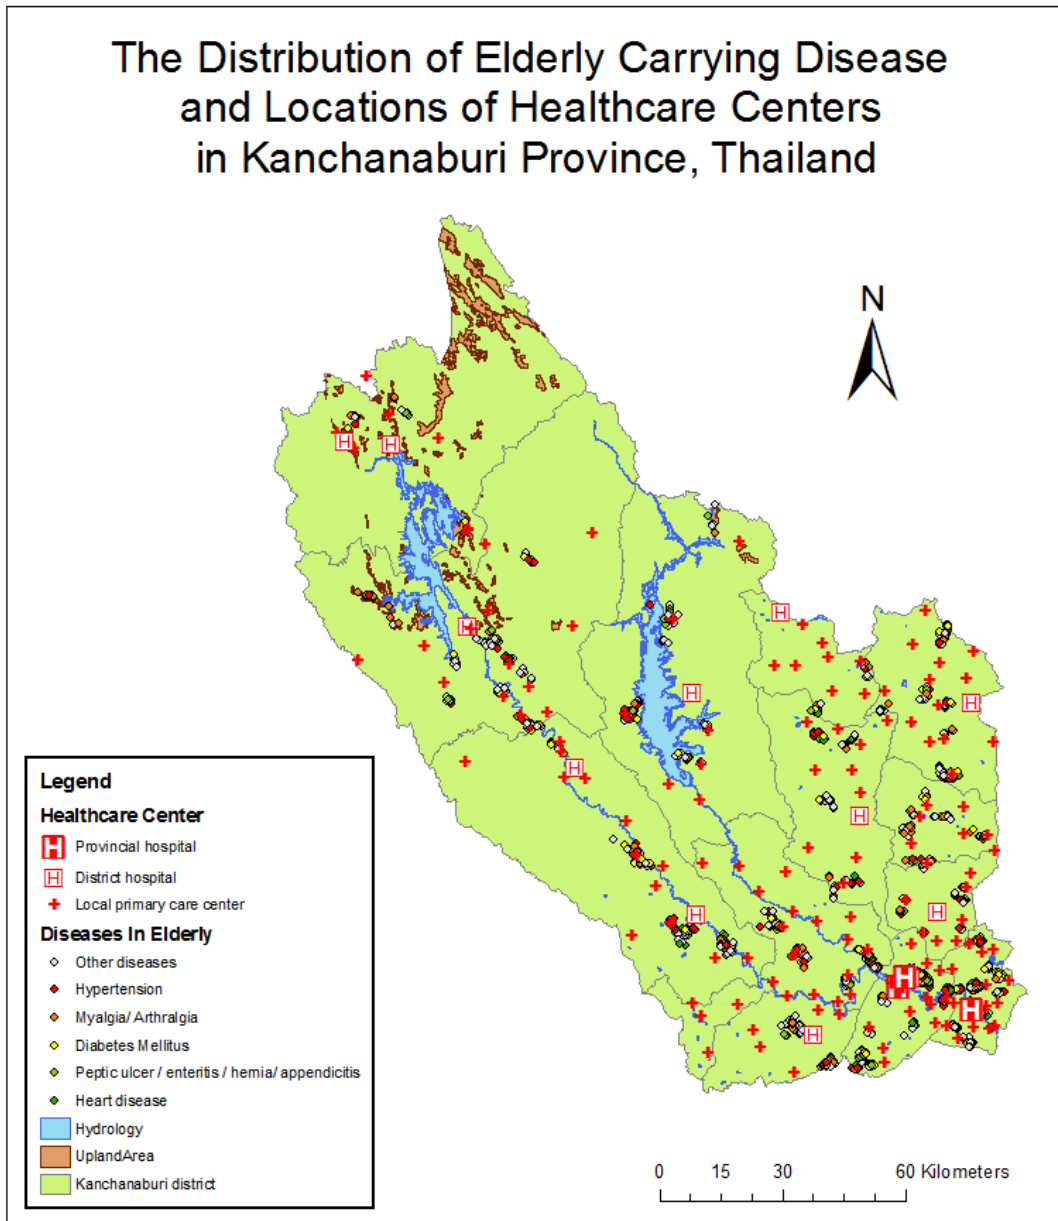 The Distribution of Elderly Carrying Disease
and Locations of Healthcare Centers
in Kanchanaburi Province, Thailand
N
H
H
H
H
H
H
H
H
H
H
H
H
Legend
Healthcare Center
H Provincial hospital
H District hospital
Local primary care center
Diseases In Elderly
Other diseases
Hypertension
Myalgia/ Arthralgia
Diabetes Mellitus
Peptic ulcer / enteritis / hernia/ appendicitis
Heart disease
Hydrology
UplandArea
Kanchanaburi district
0 15 30 60 Kilometers